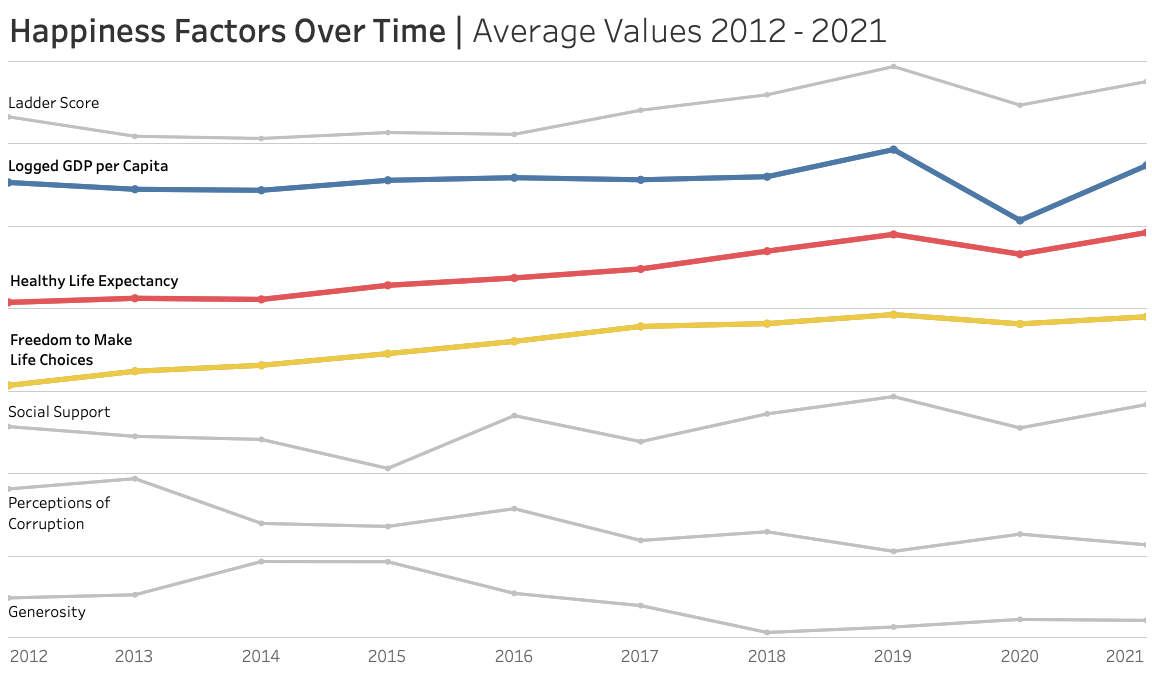 Happiness Factors Over Time | Average Values 2012 - 2021
Ladder Score
Logged GDP per Capita
Healthy Life Expectancy
Freedom to Make
Life Choices
Social Support
Perceptions of
Corruption
Generosity
2012 2013 2014 2015 2016 2017 2018 2019 2020 2021